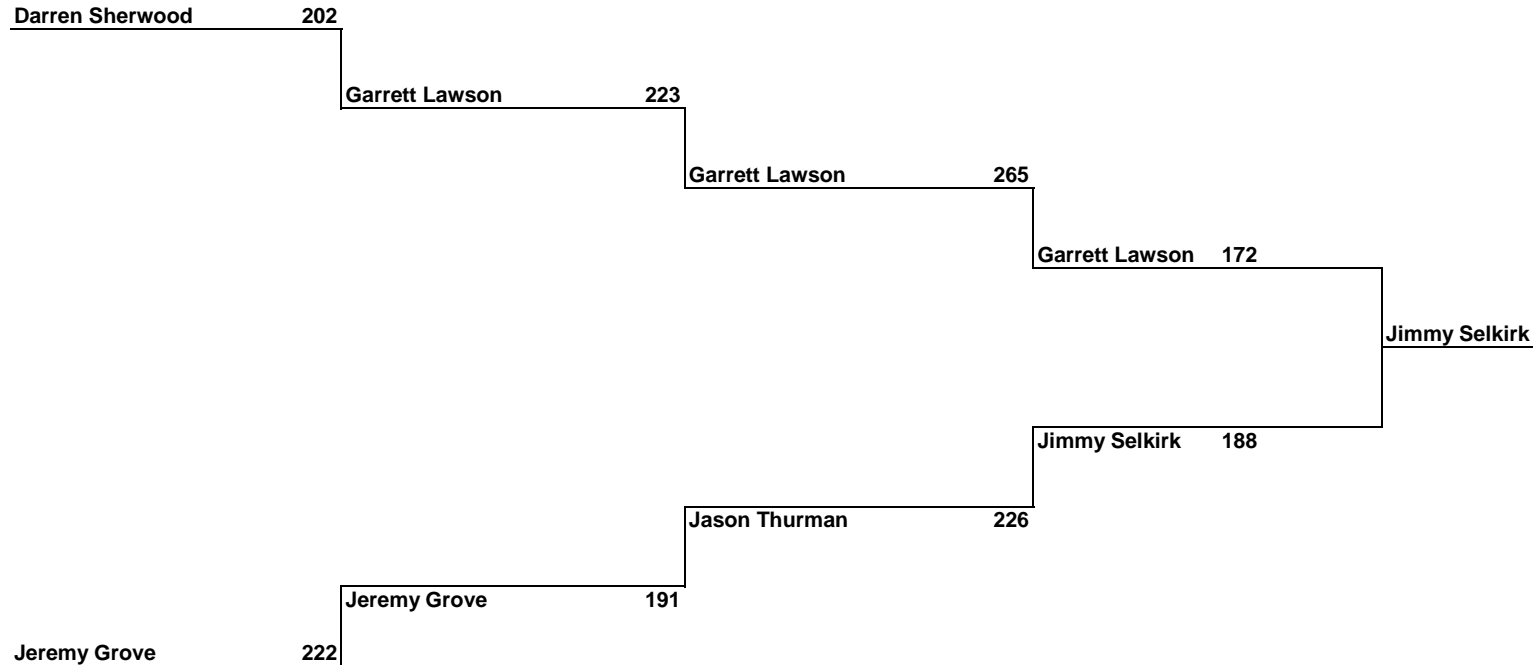 Darren Sherwood 202
Garrett Lawson 223
Garrett Lawson 265
Garrett Lawson 172
Jimmy Selkirk
Jimmy Selkirk 188
Jason Thurman 226
Jeremy Grove 191
Jeremy Grove 222